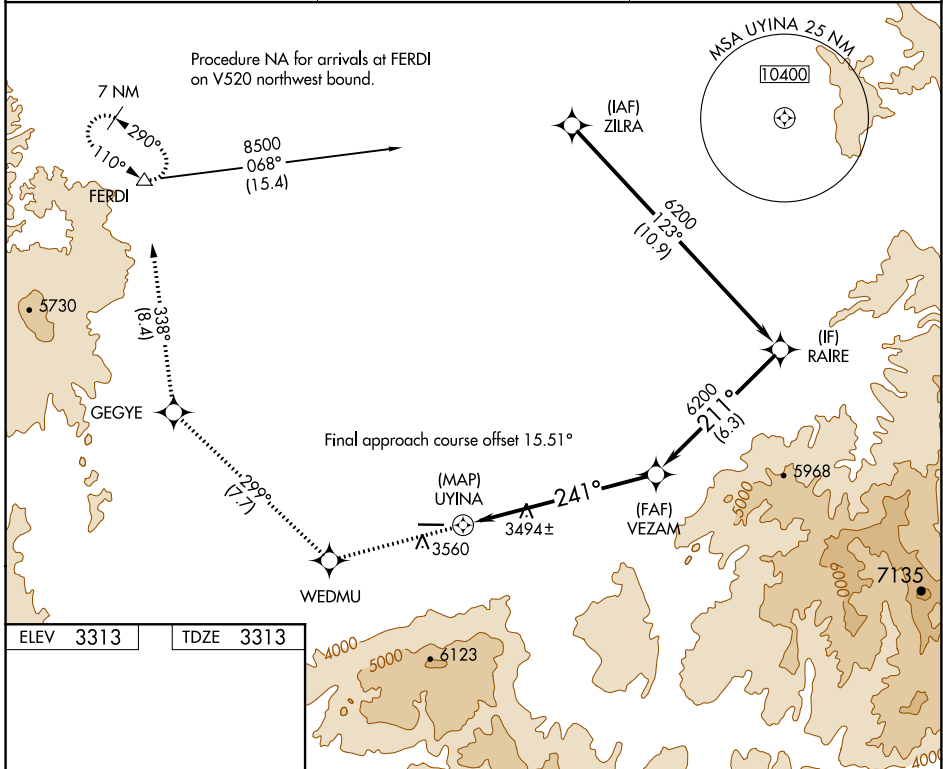 Procedure NA for arrivals at FERDI
on V520 northwest bound.
MSA UYINA 25 NM
10400
7 NM
290°
110°
FERDI
8500
068°
(15.4)
(IAF)
ZILRA
6200
123°
(10.9)
5730
338°
(8.4)
(IF)
RAIRE
GEGYE
6200
211°
(6.3)
Final approach course offset 15.51°
299°
(7.7)
(MAP)
UYINA
241°
(FAF)
VEZAM
5968
5000
3494±
3560
6000
7135
WEDMU
ELEV 3313
TDZE 3313
4000
5000
6123
4000